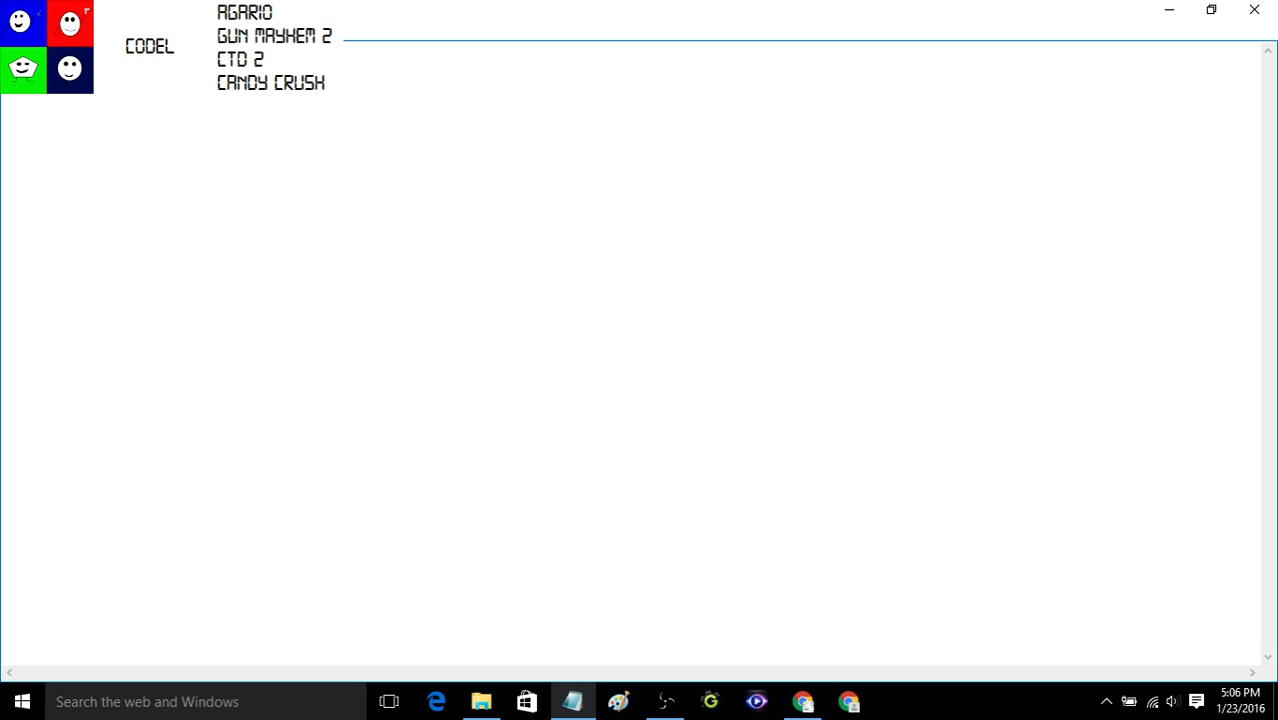 CODEL
AGARIO
GUN MAYHEM 2
CTD 2
CANDY CRUSH
Search the web and Windows
5:06 PM
1/23/2016